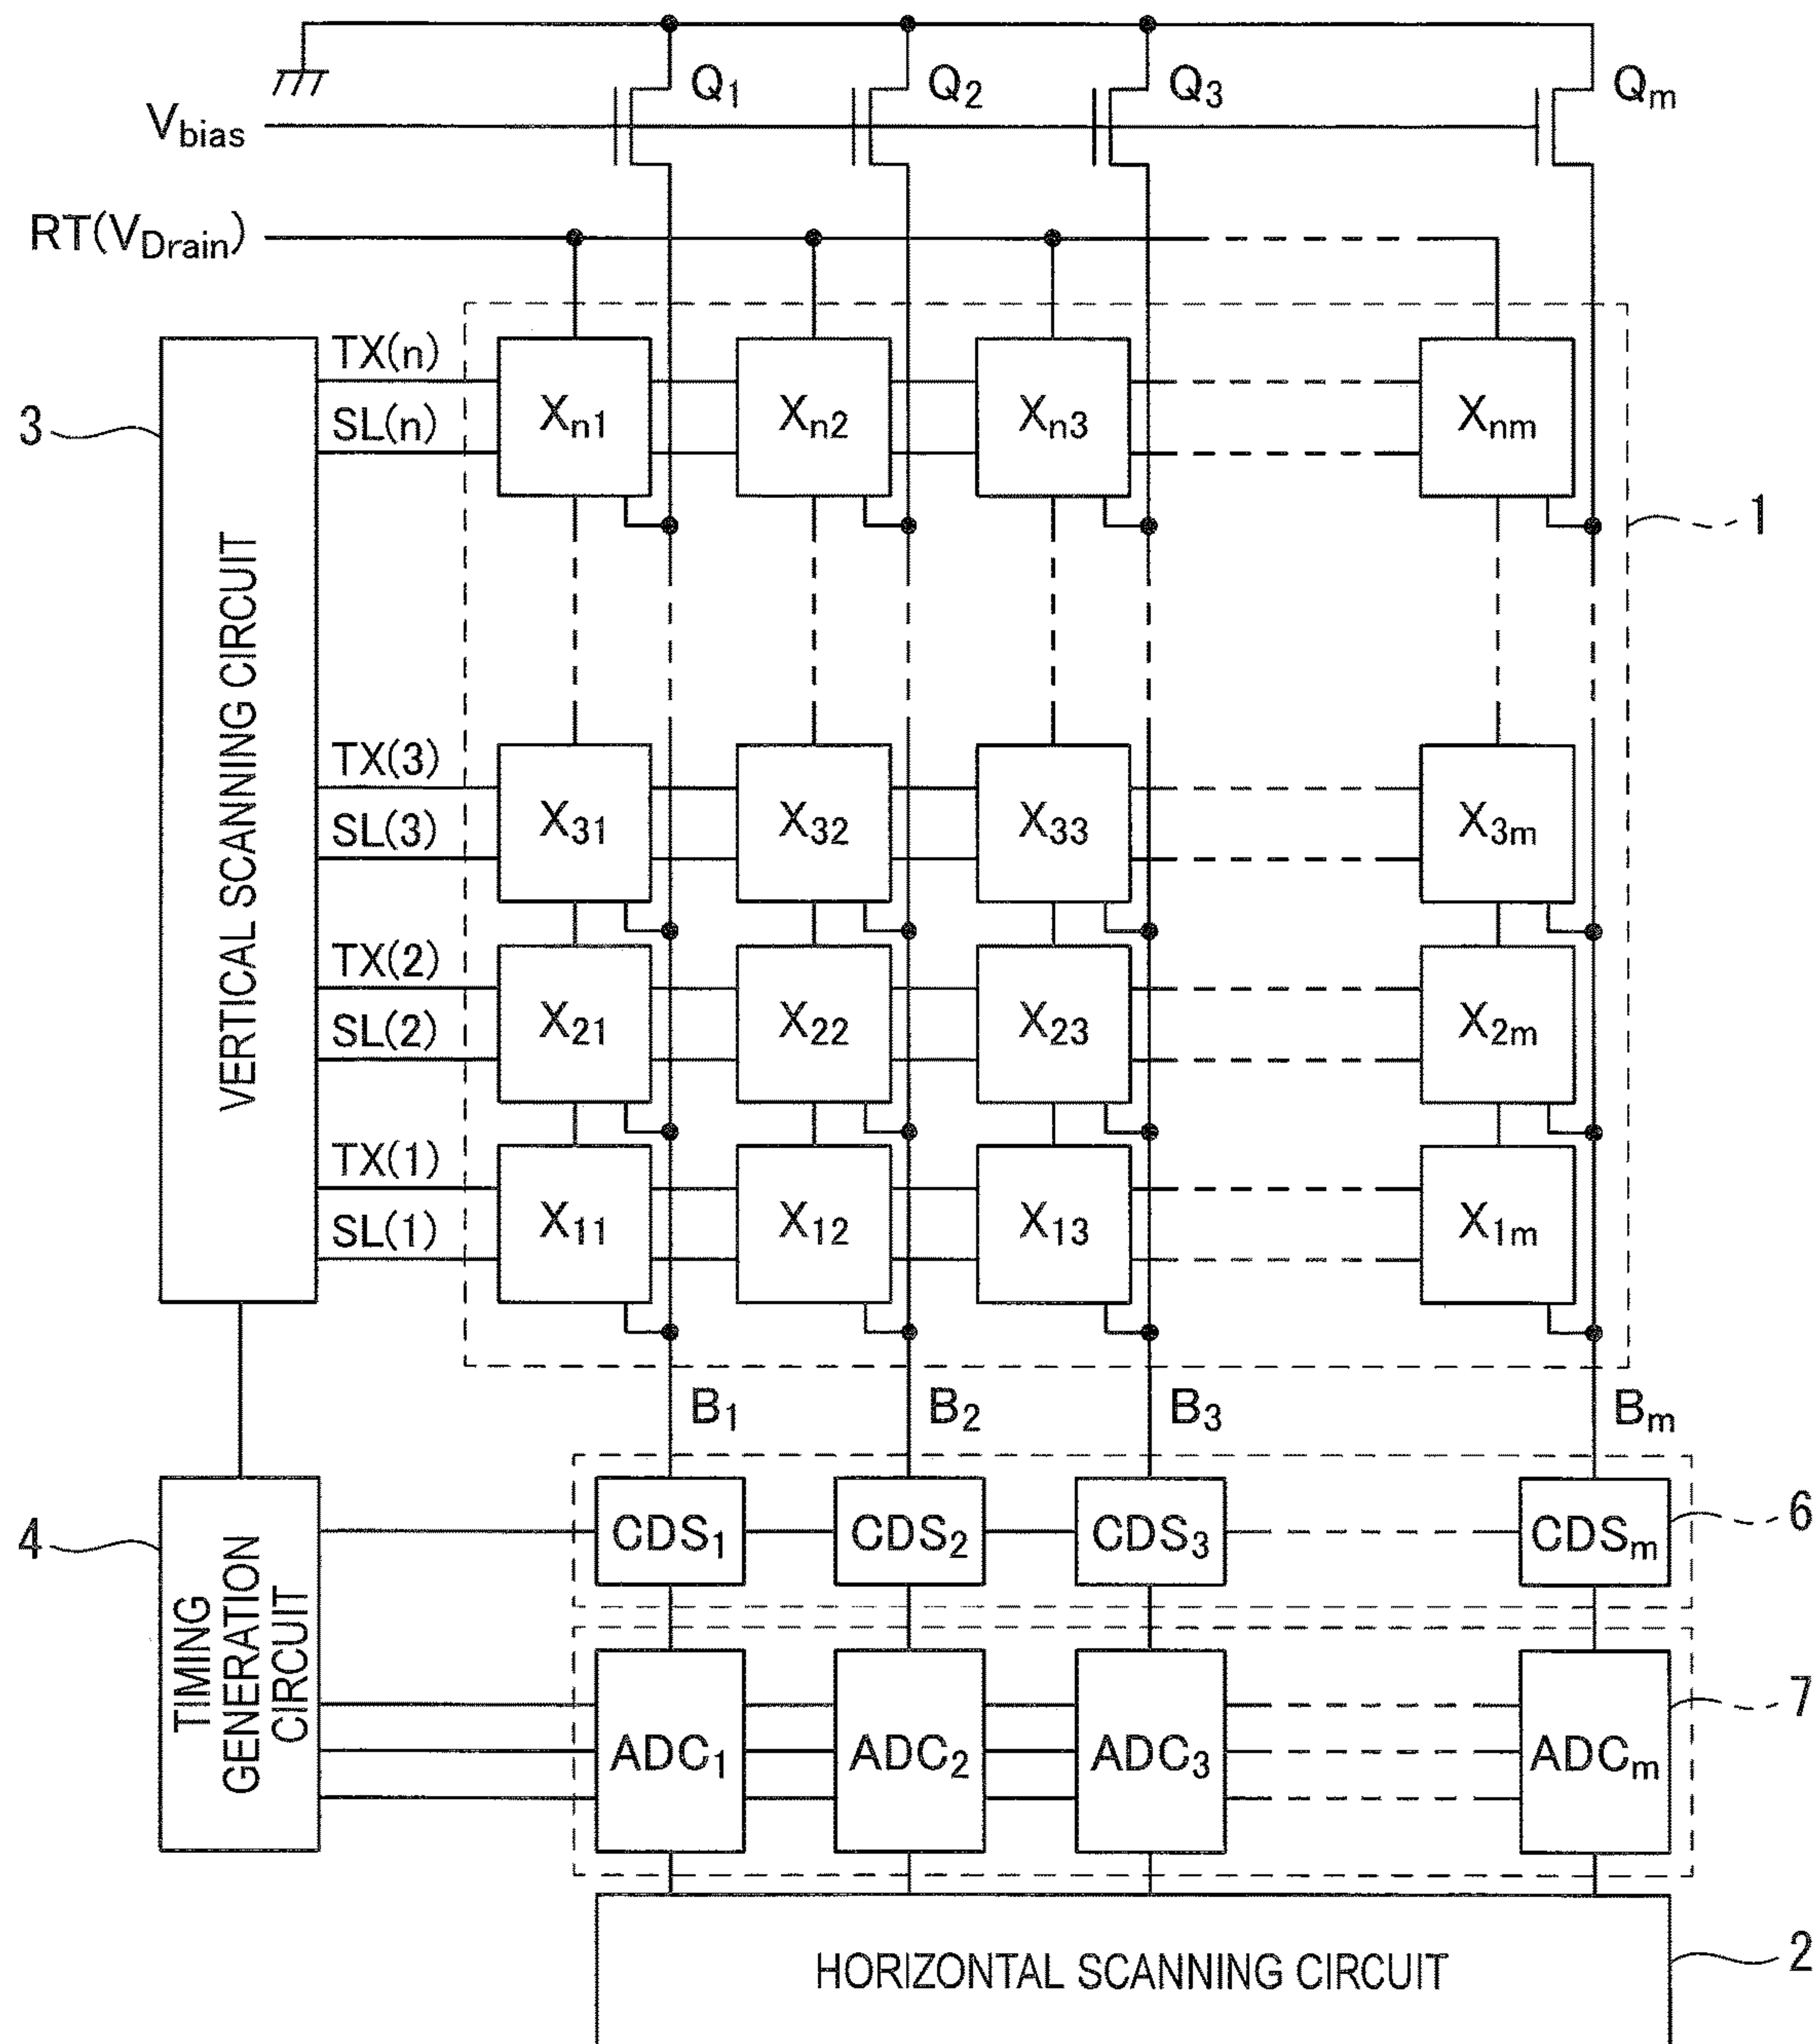 Q1 Q2 Q3 Qm
Vbias
RT(VDrain)
3
VERTICAL SCANNING CIRCUIT
TX(n)
SL(n)
Xn1 Xn2 Xn3 Xnm
1
TX(3)
SL(3)
X31 X32 X33 X3m
TX(2)
SL(2)
X21 X22 X23 X2m
TX(1)
SL(1)
X11 X12 X13 X1m
B1 B2 B3 Bm
4
TIMING
GENERATION
CIRCUIT
CDS1 CDS2 CDS3 CDSm
6
ADC1 ADC2 ADC3 ADCm
7
HORIZONTAL SCANNING CIRCUIT
2